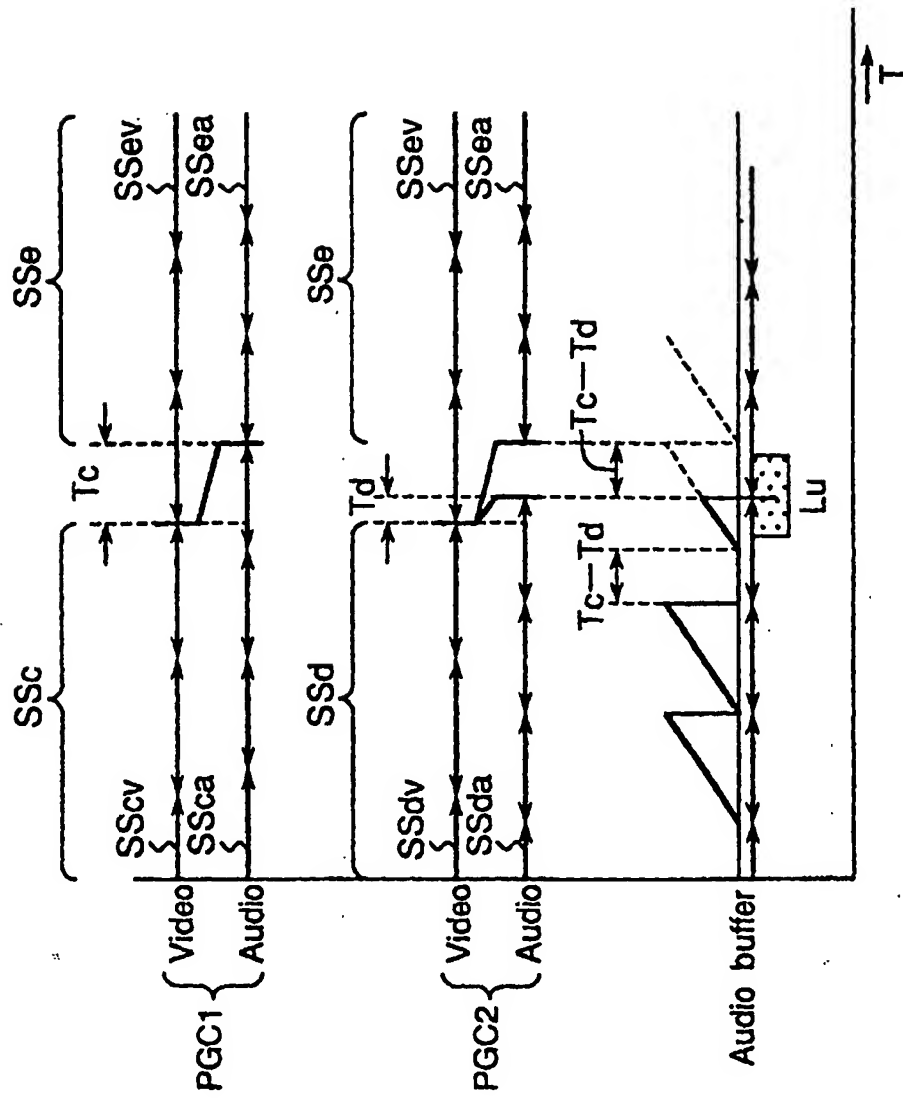 SSc
SSe
Tc
PGC1
Video
SScv
SSev
Audio
SSca
SSea
SSd
SSe
Td
PGC2
Video
SSdv
SSev
Audio
SSda
SSea
Tc—Td
Tc—Td
Audio buffer
Lu
T